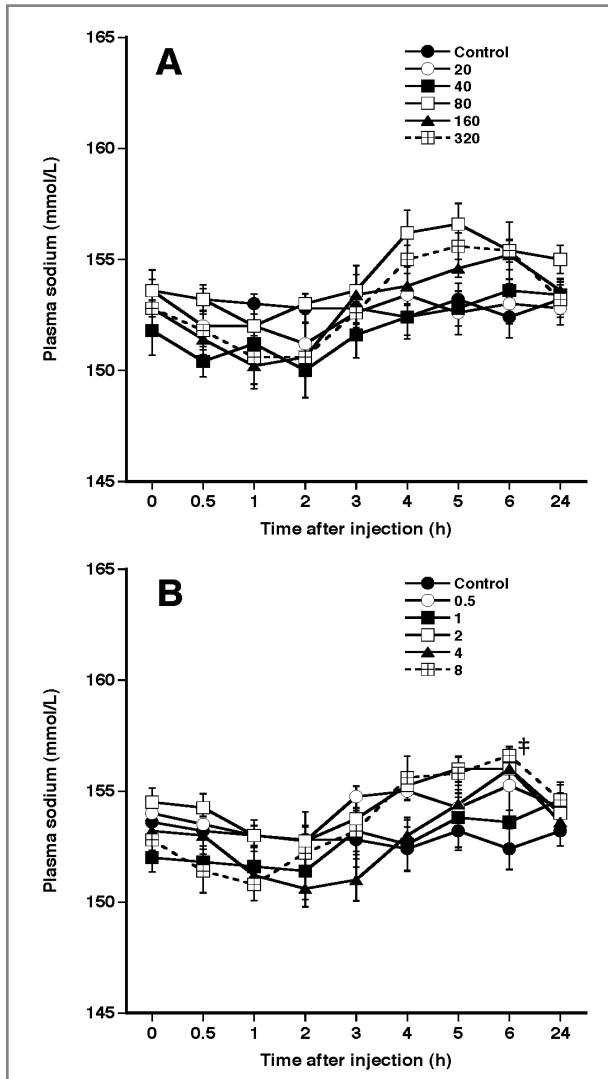 A
165
160
155
150
145
Plasma sodium (mmol/L)
Control
20
40
80
160
320
0 0.5 1 2 3 4 5 6 24
Time after injection (h)
B
165
160
155
150
145
Plasma sodium (mmol/L)
Control
0.5
1
2
4
8
‡
0 0.5 1 2 3 4 5 6 24
Time after injection (h)